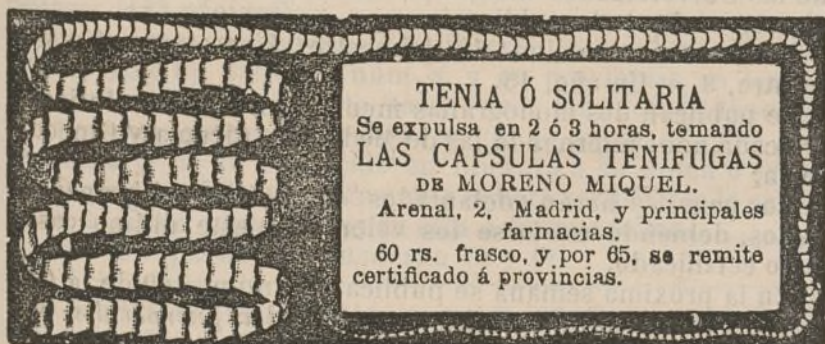 TENIA Ó SOLITARIA
Se expulsa en 2 ó 3 horas, tomando
LAS CAPSULAS TENIFUGAS
DE MORENO MIQUEL.
Arenal, 2, Madrid, y principales
farmacias.
60 rs. frasco, y por 65, se remite
certificado á provincias.